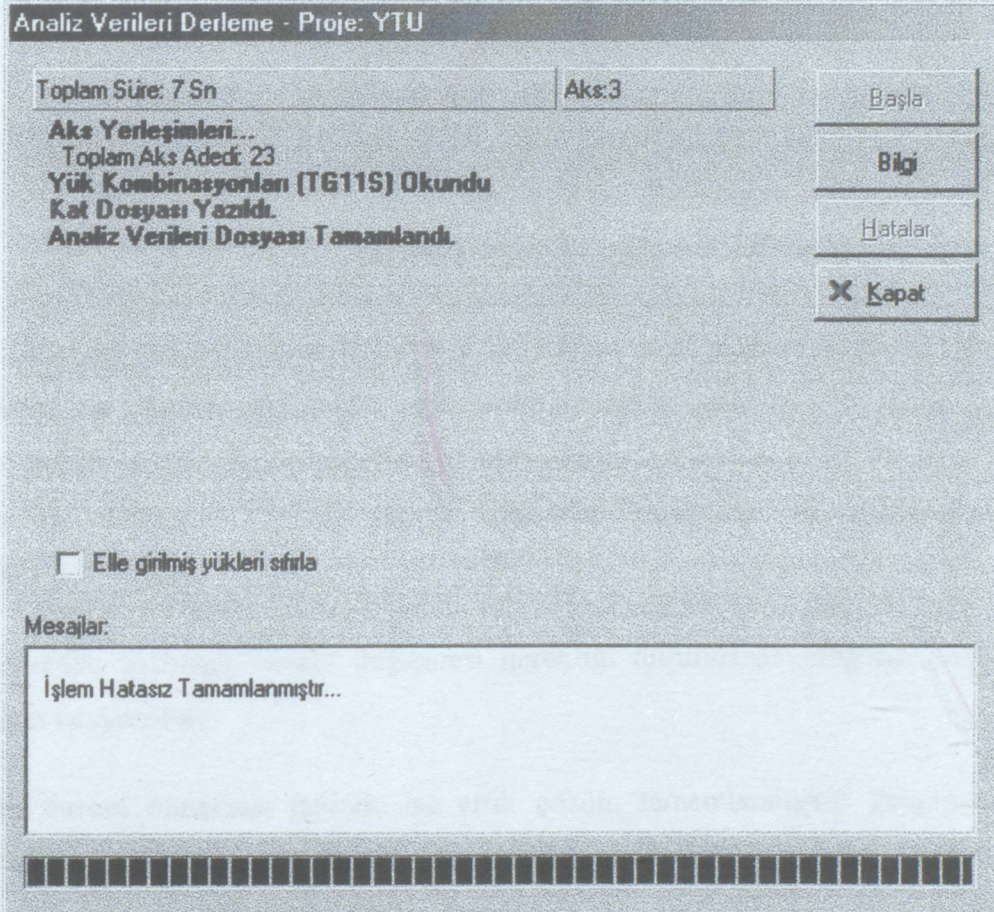 Analiz Verileri Derleme - Proje: YTU
Toplam Süre: 7 Sn
Aks:3
Başla
Aks Yerleşimleri...
Toplam Aks Adedi: 23
Bilgi
Yük Kombinasyonları (TG11S) Okundu
Kat Dosyası Yazıldı.
Hatalar
Analiz Verileri Dosyası Tamamlandı.
Kapat
Elle girilmiş yükleri sıfırla
Mesajlar:
İşlem Hatasız Tamamlanmıştır...